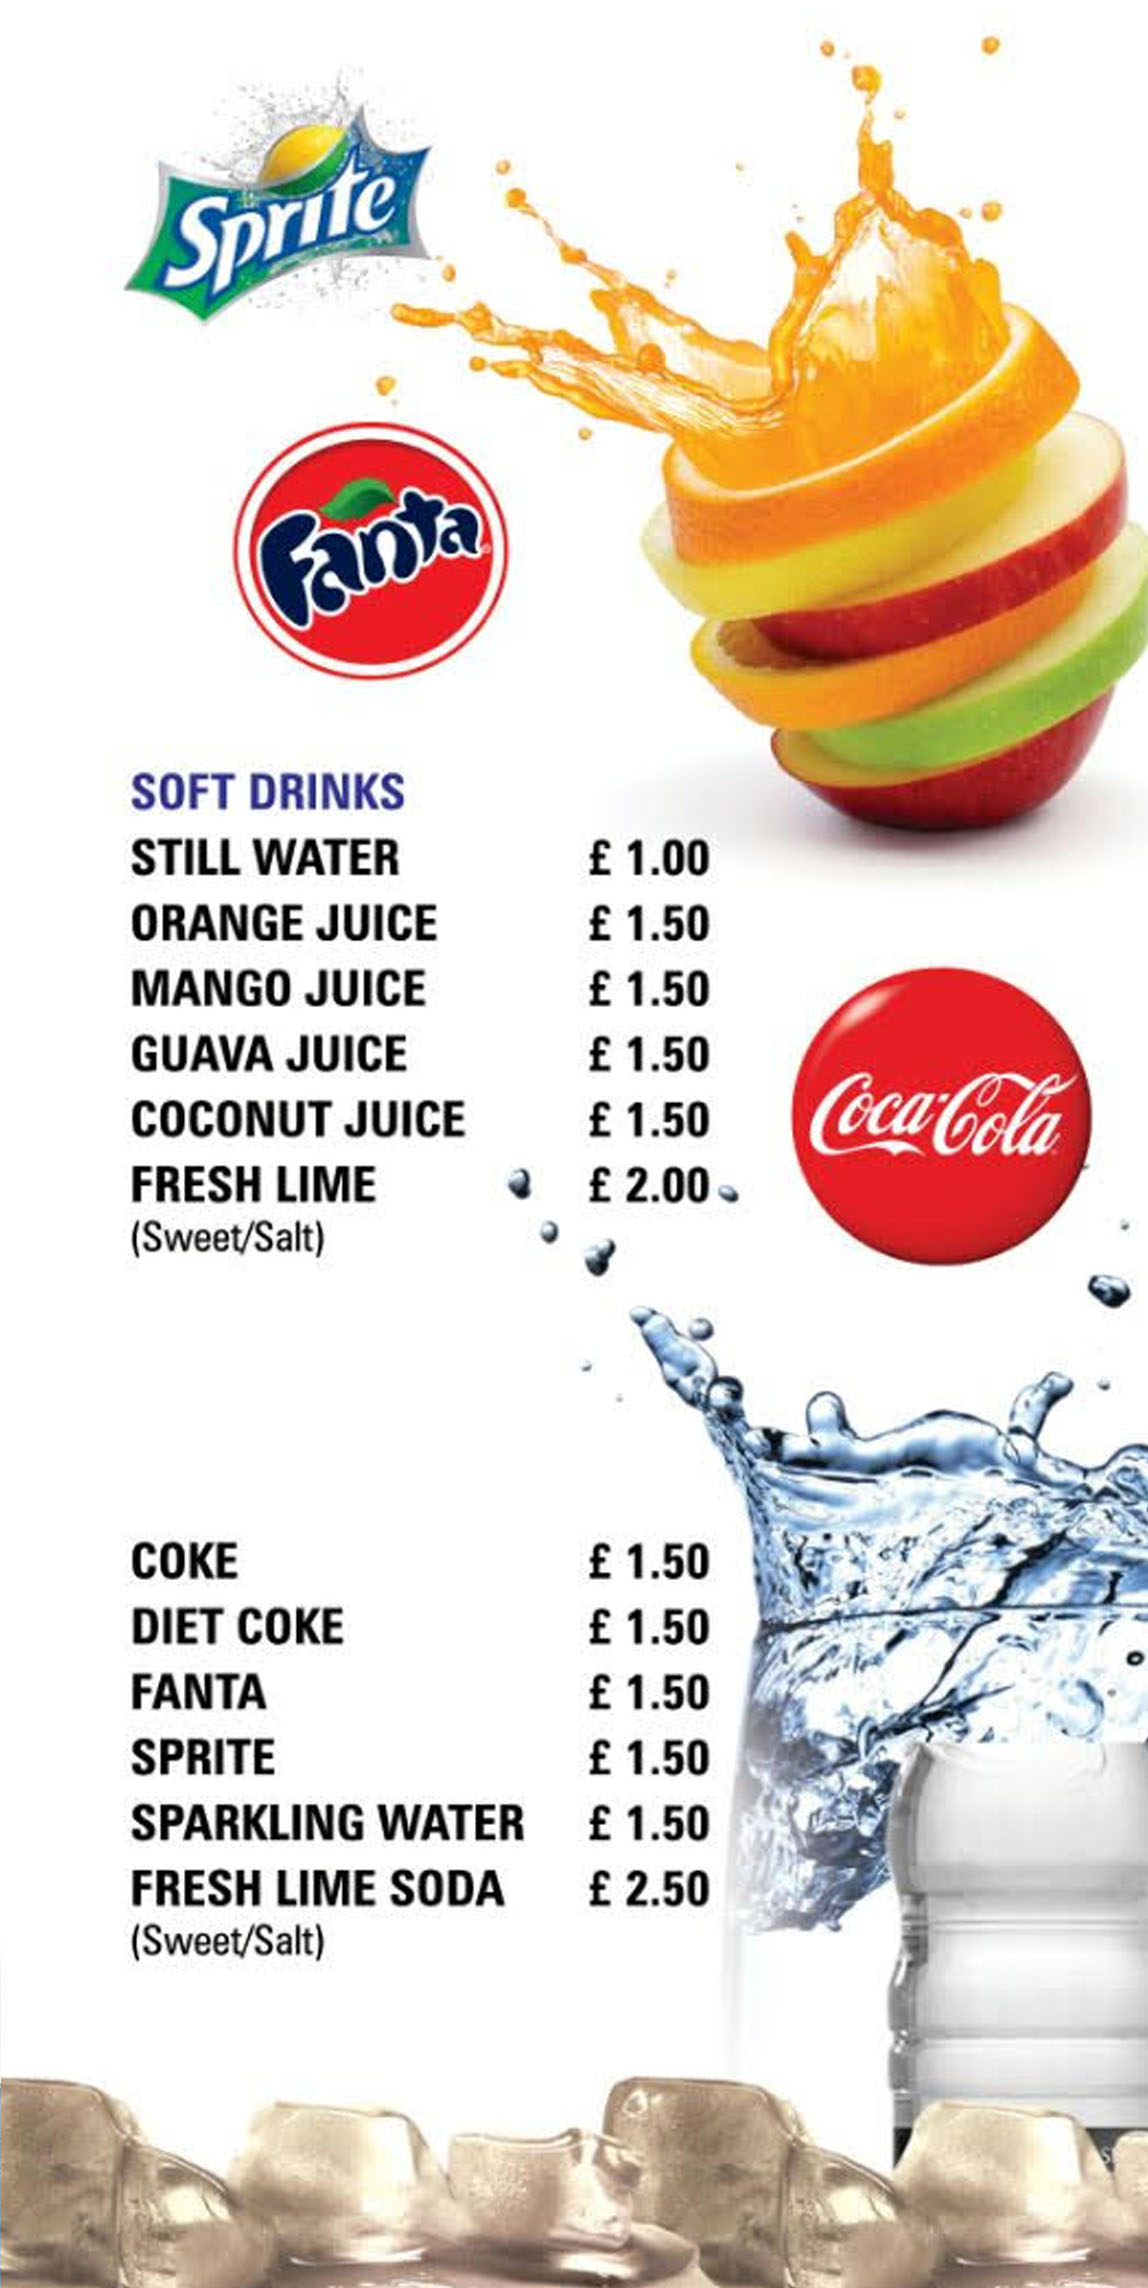 Sprite
Fanta
SOFT DRINKS
STILL WATER £ 1.00
ORANGE JUICE £ 1.50
MANGO JUICE £ 1.50
GUAVA JUICE £ 1.50
COCONUT JUICE £ 1.50
Coca-Cola
FRESH LIME £ 2.00
(Sweet/Salt)
COKE £ 1.50
DIET COKE £ 1.50
FANTA £ 1.50
SPRITE £ 1.50
SPARKLING WATER £ 1.50
FRESH LIME SODA £ 2.50
(Sweet/Salt)